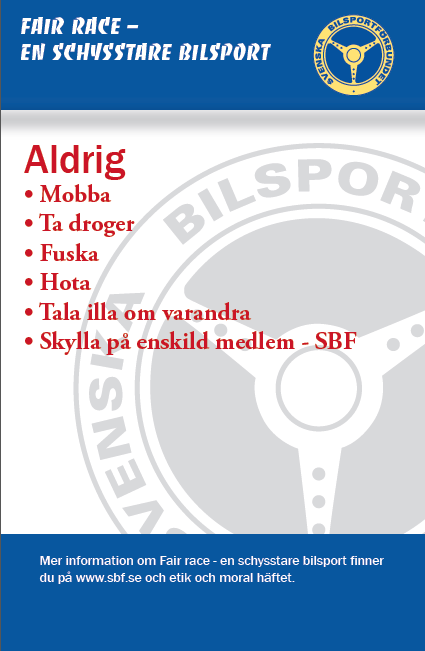 FAIR RACE –
EN SCHYSSTARE BILSPORT
SVENSKA BILSPORTFÖRBUNDET
Aldrig
• Mobba
• Ta droger
• Fuska
• Hota
• Tala illa om varandra
• Skylla på enskild medlem - SBF
SVENSKA BILSPOR
Mer information om Fair race - en schysstare bilsport finner
du på www.sbf.se och etik och moral häftet.